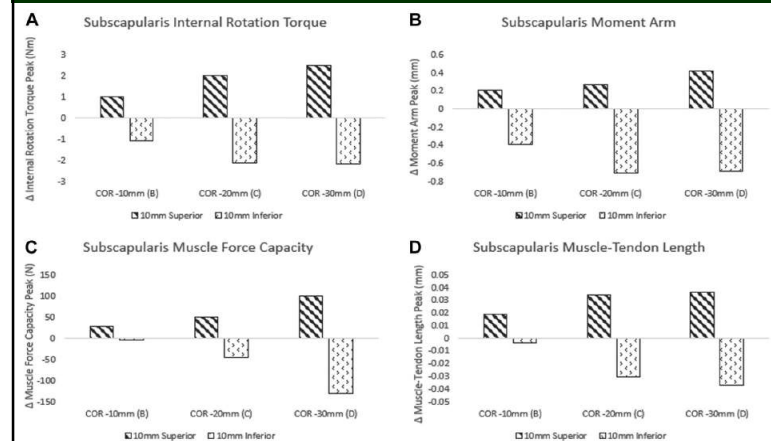 A Subscapularis Internal Rotation Torque
Δ Internal Rotation Torque Peak (Nm)
3
2
1
0
-1
-2
-3
COR -10mm (B) COR -20mm (C) COR -30mm (D)
10mm Superior 10mm Inferior
B Subscapularis Moment Arm
Δ Moment Arm Peak (mm)
0.6
0.4
0.2
0
-0.2
-0.4
-0.6
-0.8
COR -10mm (B) COR -20mm (C) COR -30mm (D)
10mm Superior 10mm Inferior
C Subscapularis Muscle Force Capacity
Δ Muscle Force Capacity Peak (N)
150
100
50
0
-50
-100
-150
COR -10mm (B) COR -20mm (C) COR -30mm (D)
10mm Superior 10mm Inferior
D Subscapularis Muscle-Tendon Length
Δ Muscle-Tendon Length Peak (mm)
0.05
0.04
0.03
0.02
0.01
0
-0.01
-0.02
-0.03
-0.04
-0.05
COR -10mm (B) COR -20mm (C) COR -30mm (D)
10mm Superior 10mm Inferior